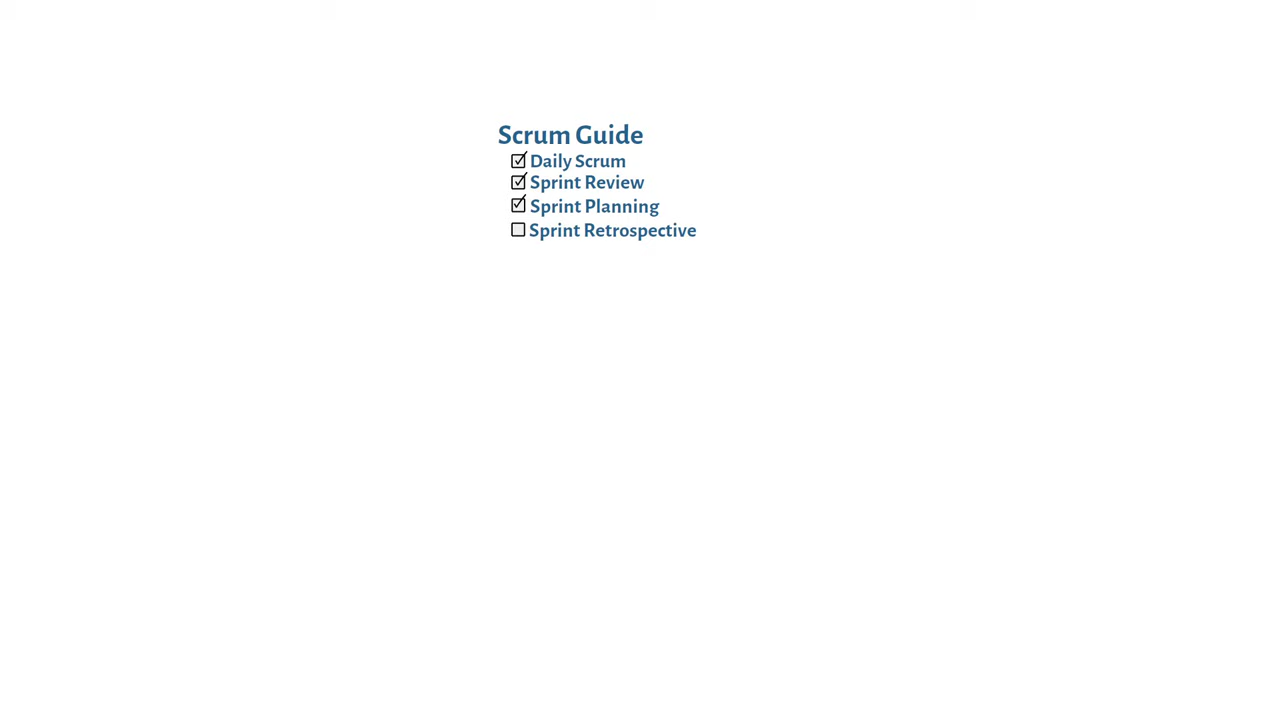 Scrum Guide
Daily Scrum
Sprint Review
Sprint Planning
Sprint Retrospective